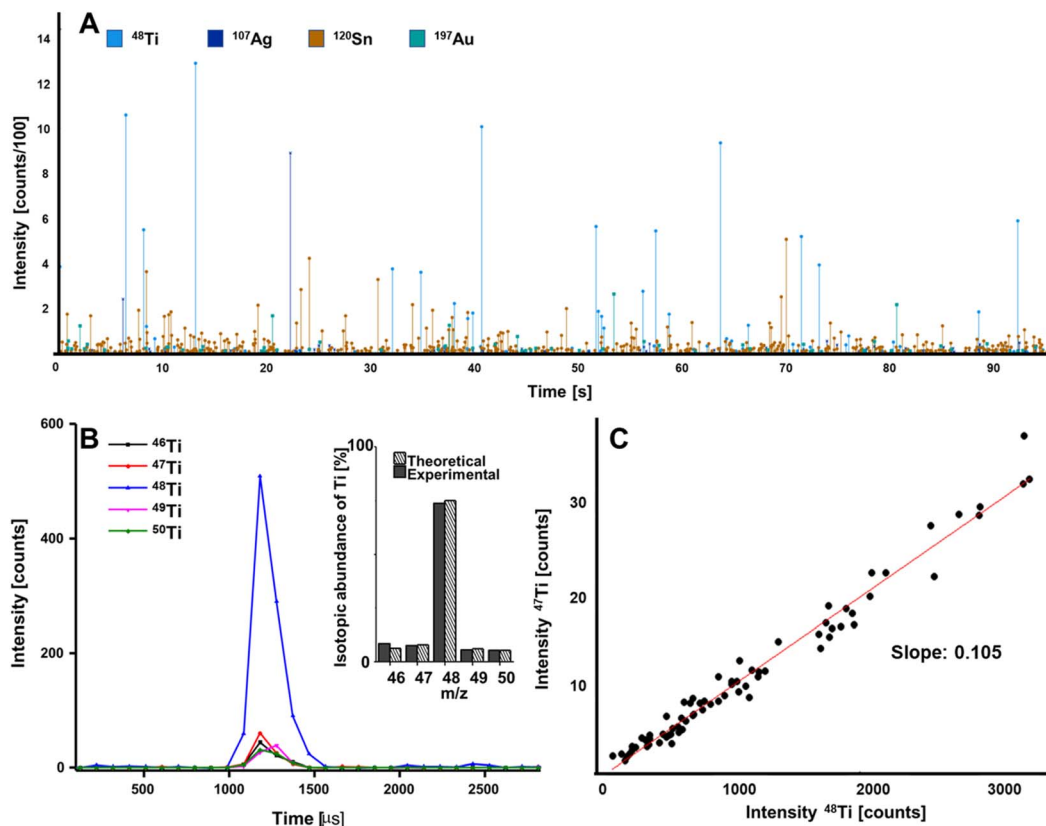 A
⁴⁸Ti ¹⁰⁷Ag ¹²⁰Sn ¹⁹⁷Au
Intensity [counts/100]
14
12
10
8
6
4
2
0 10 20 30 40 50 60 70 80 90
Time [s]
B
600
400
200
0
Intensity [counts]
⁴⁶Ti
⁴⁷Ti
⁴⁸Ti
⁴⁹Ti
⁵⁰Ti
500 1000 1500 2000 2500
Time [μs]
Isotopic abundance of Ti [%]
100
0
Theoretical
Experimental
46 47 48 49 50
m/z
C
Intensity ⁴⁷Ti [counts]
30
20
10
Slope: 0.105
0 1000 2000 3000
Intensity ⁴⁸Ti [counts]